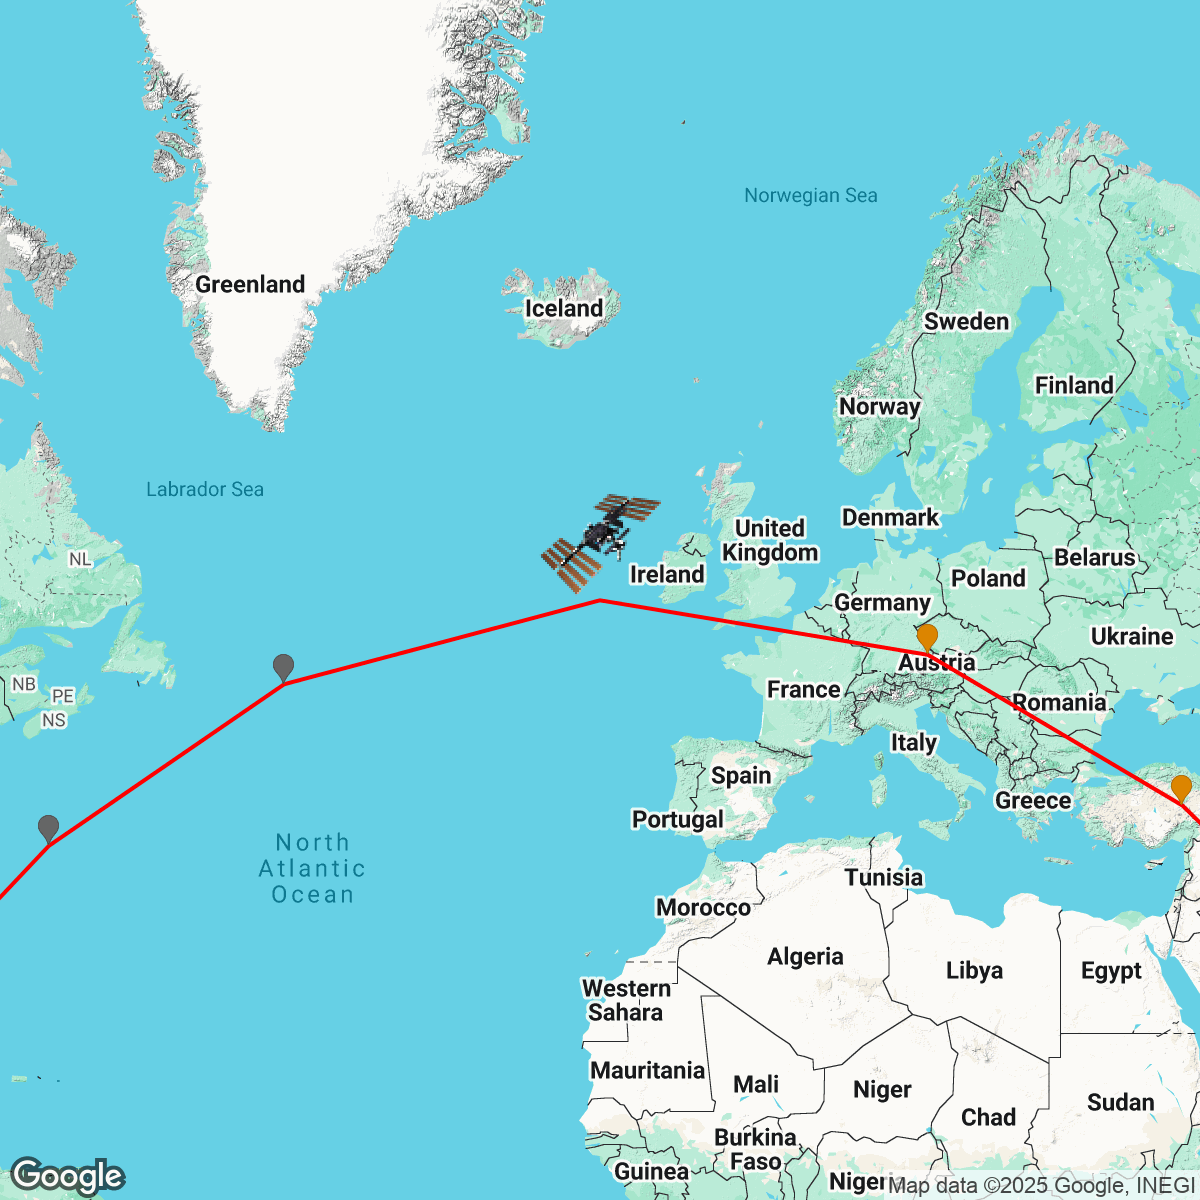 Norwegian Sea
Greenland
Iceland
Sweden
Finland
Norway
Labrador Sea
Denmark
United
Kingdom
Belarus
NL
Ireland
Poland
Germany
Ukraine
Austria
NB
PE
France
Romania
NS
Italy
Spain
Greece
Portugal
North
Atlantic
Ocean
Tunisia
Morocco
Algeria
Libya
Egypt
Western
Sahara
Mauritania
Mali
Niger
Sudan
Chad
Burkina
Faso
Guinea
Niger
Google
Map data ©2025 Google, INEGI